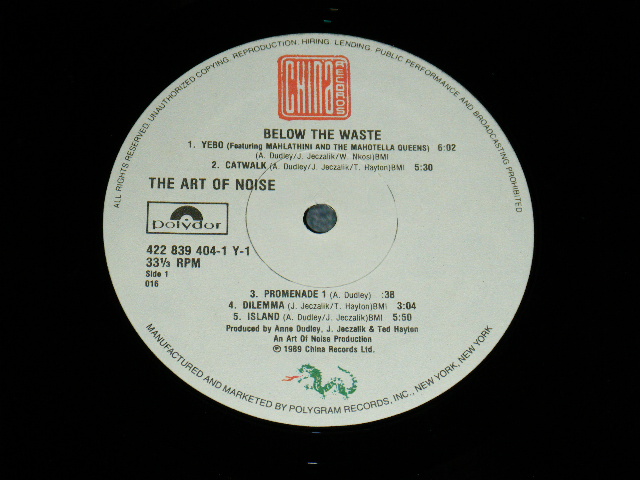 ALL RIGHTS RESERVED. UNAUTHORIZED COPYING, REPRODUCTION, HIRING, LENDING, PUBLIC PERFORMANCE AND BROADCASTING PROHIBITED
CHINA
RECORDS
BELOW THE WASTE
1. YEBO (Featuring MAHLATHINI AND THE MAHOTELLA QUEENS) 6:02
(A. Dudley/J. Jeczalik/W. Nkosi)BMI
2. CATWALK (A. Dudley/J. Jeczalik/T. Hayton)BMI 5:30
THE ART OF NOISE
polydor
422 839 404-1 Y-1
33⅓ RPM
Side 1
016
3. PROMENADE 1 (A. Dudley) :38
4. DILEMMA (J. Jeczalik/T. Hayton)BMI 3:04
5. ISLAND (A. Dudley/J. Jeczalik)BMI 5:50
Produced by Anne Dudley, J. Jeczalik & Ted Hayton
An Art Of Noise Production
℗ 1989 China Records Ltd.
MANUFACTURED AND MARKETED BY POLYGRAM RECORDS, INC., NEW YORK, NEW YORK